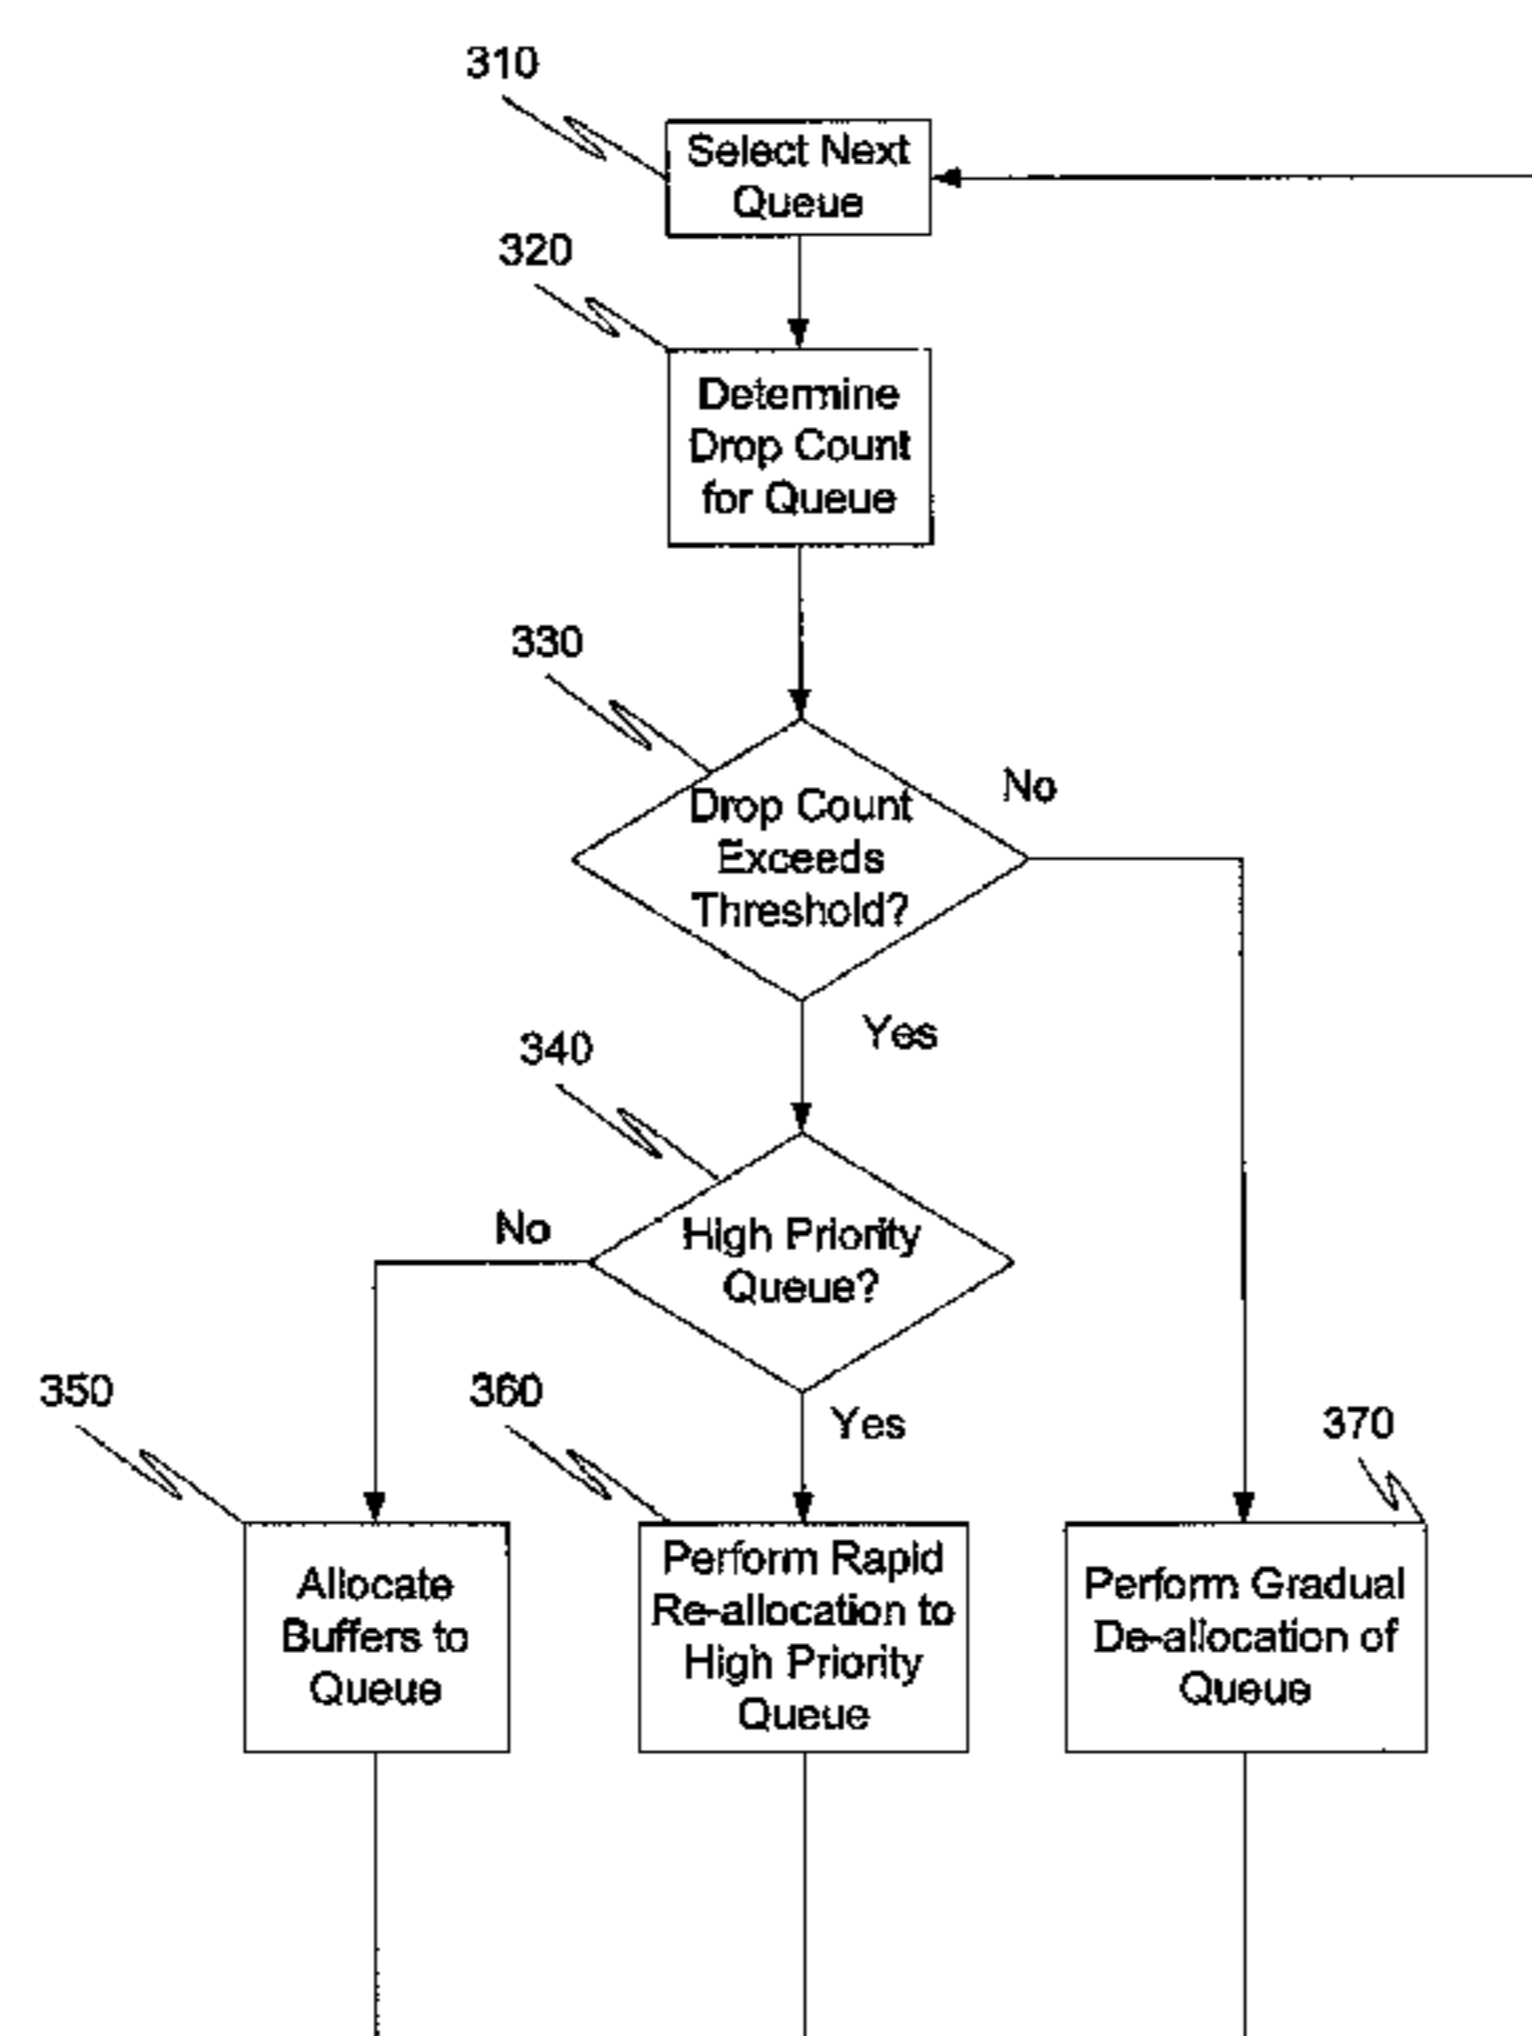 310
Select Next
Queue
320
Determine
Drop Count
for Queue
330
Drop Count
Exceeds
Threshold?
No
Yes
340
High Priority
Queue?
No
Yes
350
Allocate
Buffers to
Queue
360
Perform Rapid
Re-allocation to
High Priority
Queue
370
Perform Gradual
De-allocation of
Queue